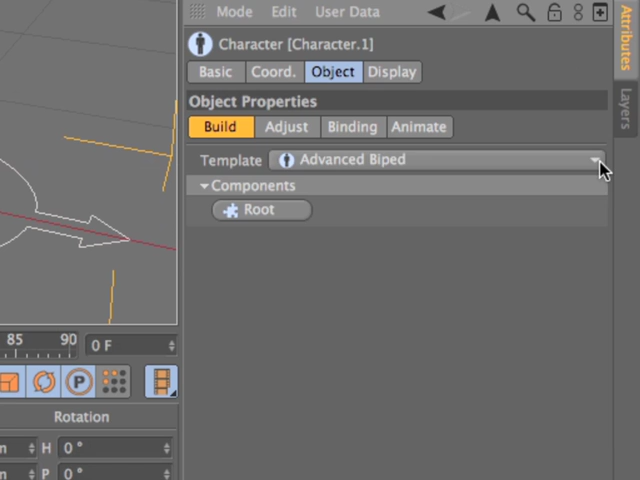 Mode Edit User Data
Character [Character.1]
Basic Coord. Object Display
Object Properties
Build Adjust Binding Animate
Template Advanced Biped
Components
Root
Attributes
Layers
85 90 0 F
P
Rotation
m H 0 °
m P 0 °